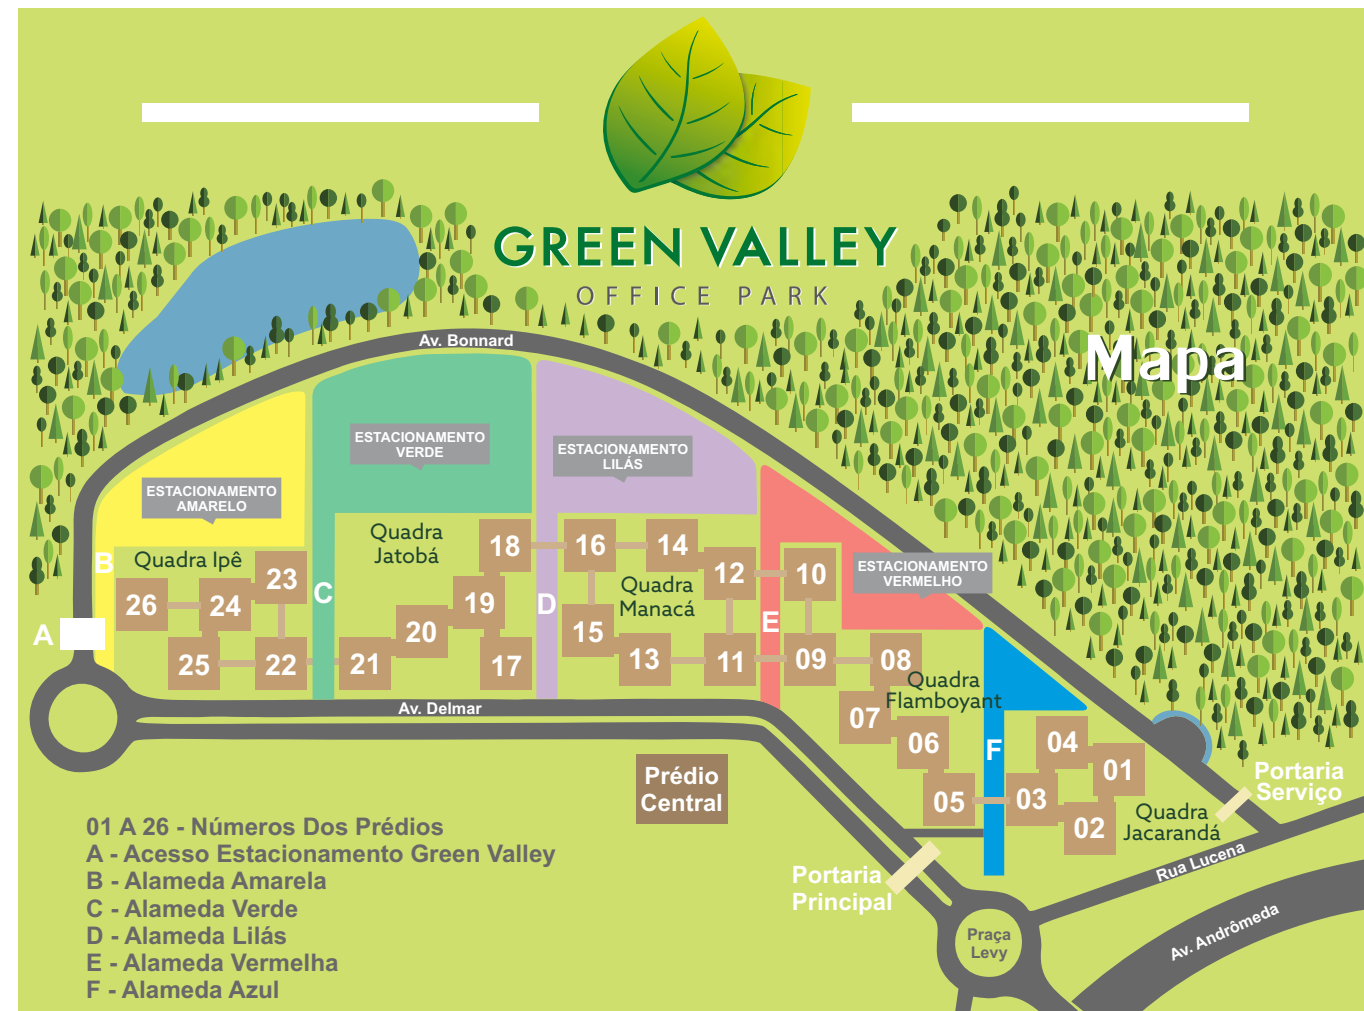 GREEN VALLEY
OFFICE PARK
Mapa
Av. Bonnard
ESTACIONAMENTO
VERDE
ESTACIONAMENTO
LILÁS
ESTACIONAMENTO
AMARELO
ESTACIONAMENTO
VERMELHO
Quadra Ipê
Quadra
Jatobá
Quadra
Manacá
Quadra
Flamboyant
Quadra
Jacarandá
A
B
C
D
E
F
26
24
23
25
22
21
20
19
18
17
16
15
14
13
12
11
10
09
08
07
06
05
04
03
02
01
Av. Delmar
Prédio
Central
Portaria
Serviço
Portaria
Principal
Rua Lucena
Av. Andrômeda
Praça
Levy
01 A 26 - Números Dos Prédios
A - Acesso Estacionamento Green Valley
B - Alameda Amarela
C - Alameda Verde
D - Alameda Lilás
E - Alameda Vermelha
F - Alameda Azul